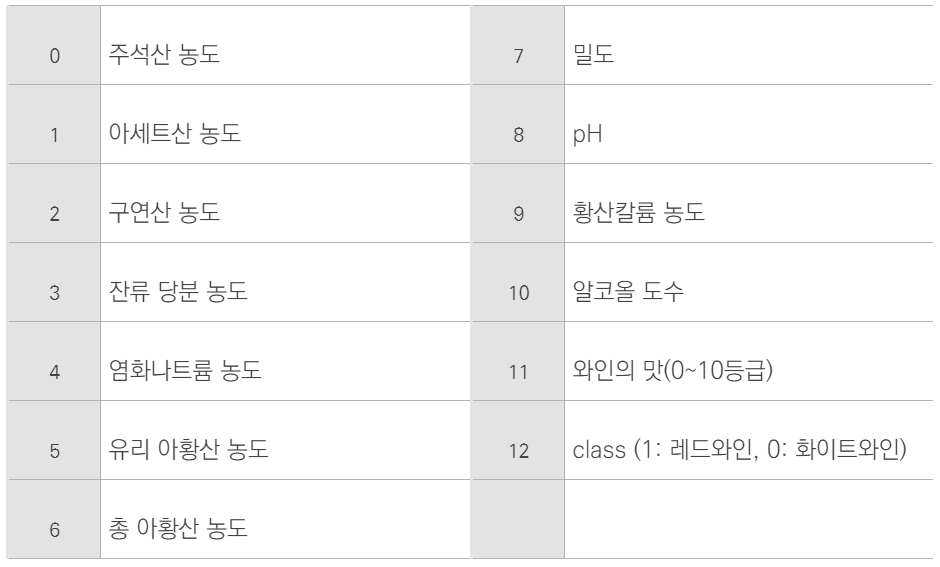 0 주석산 농도 7 밀도
1 아세트산 농도 8 pH
2 구연산 농도 9 황산칼륨 농도
3 잔류 당분 농도 10 알코올 도수
4 염화나트륨 농도 11 와인의 맛(0~10등급)
5 유리 아황산 농도 12 class (1: 레드와인, 0: 화이트와인)
6 총 아황산 농도